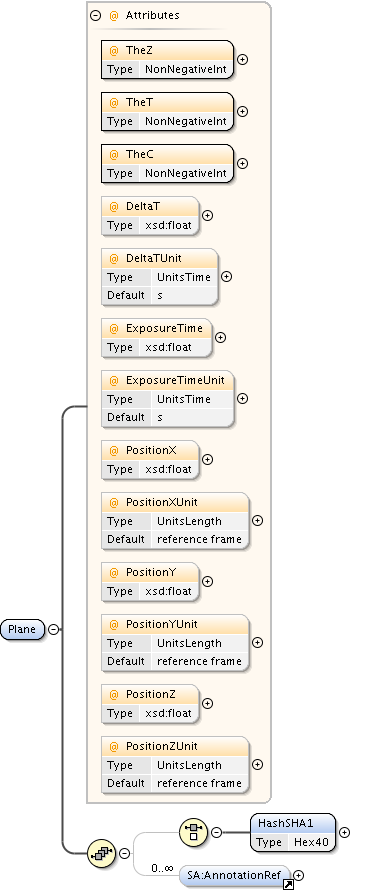 Attributes
@ TheZ
Type NonNegativeInt
@ TheT
Type NonNegativeInt
@ TheC
Type NonNegativeInt
@ DeltaT
Type xsd:float
@ DeltaTUnit
Type UnitsTime
Default s
@ ExposureTime
Type xsd:float
@ ExposureTimeUnit
Type UnitsTime
Default s
@ PositionX
Type xsd:float
@ PositionXUnit
Type UnitsLength
Default reference frame
@ PositionY
Type xsd:float
@ PositionYUnit
Type UnitsLength
Default reference frame
@ PositionZ
Type xsd:float
@ PositionZUnit
Type UnitsLength
Default reference frame
Plane
HashSHA1
Type Hex40
0..∞
SA:AnnotationRef